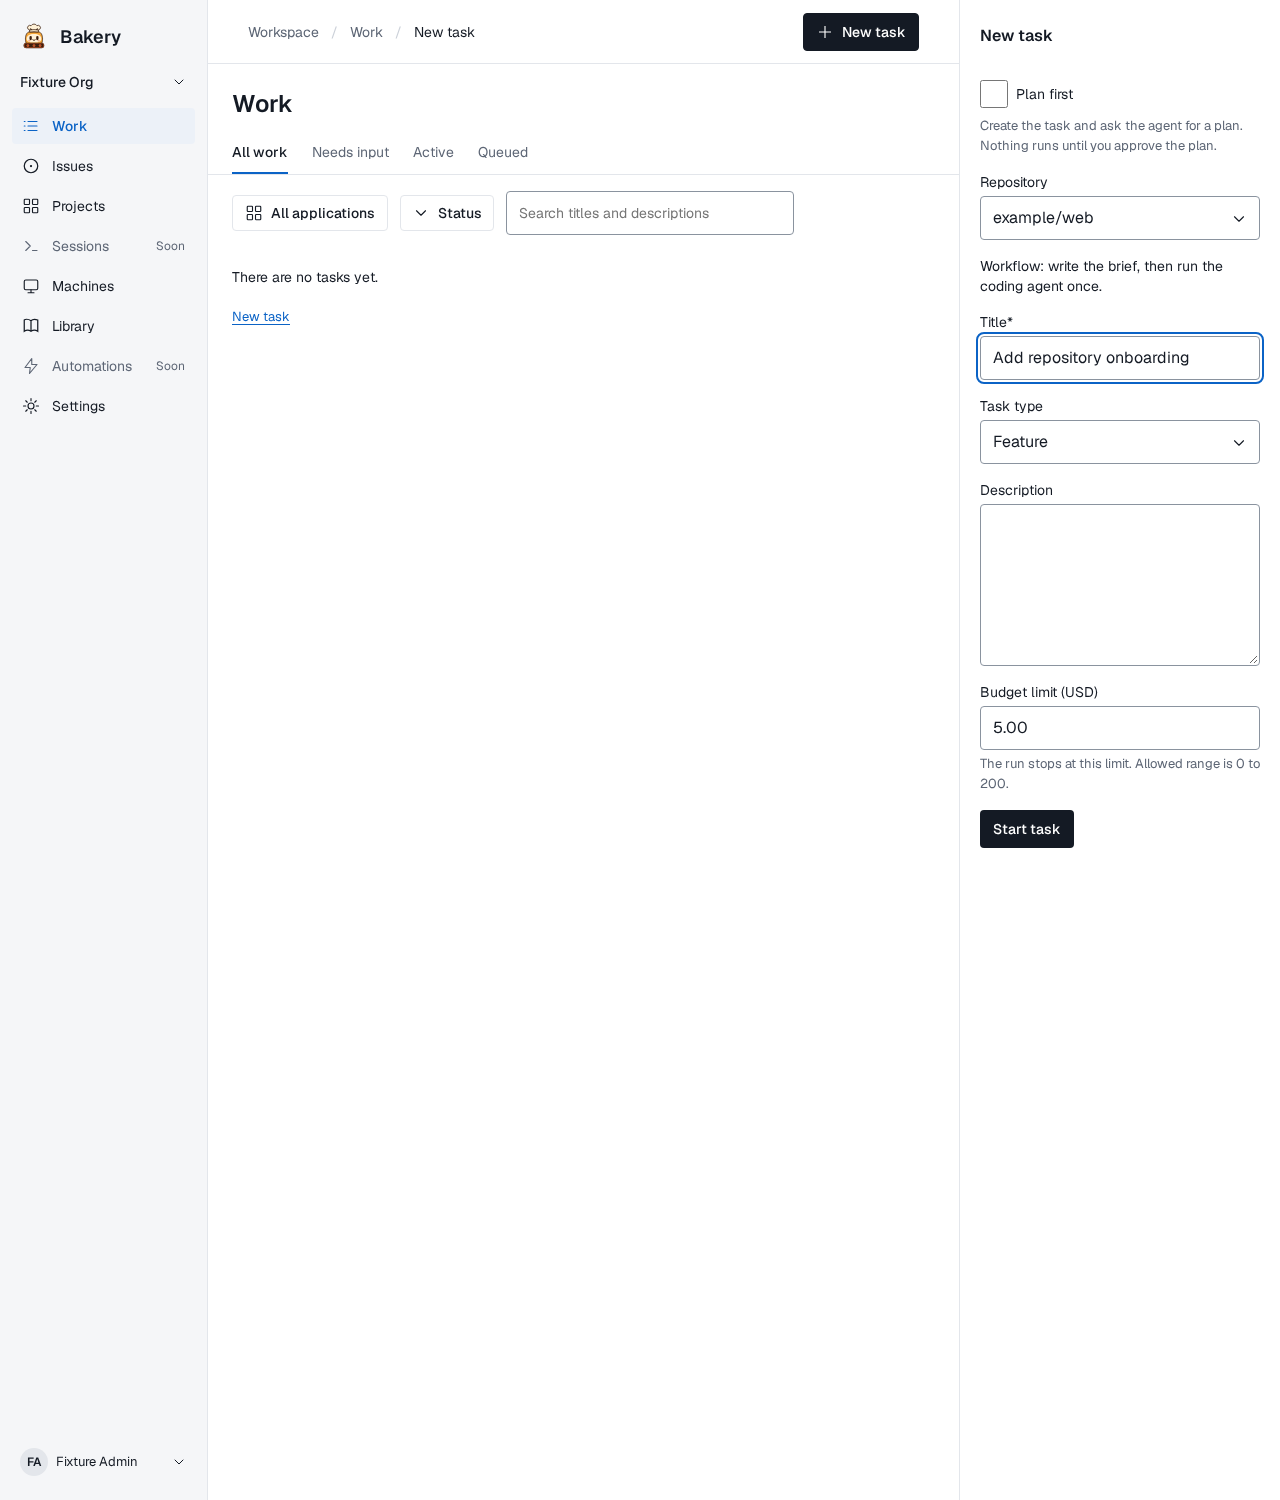 Bakery
Fixture Org
Work
Issues
Projects
Sessions Soon
Machines
Library
Automations Soon
Settings
FA Fixture Admin
Workspace / Work / New task
New task
Work
All work Needs input Active Queued
All applications Status Search titles and descriptions
There are no tasks yet.
New task
New task
Plan first
Create the task and ask the agent for a plan.
Nothing runs until you approve the plan.
Repository
example/web
Workflow: write the brief, then run the
coding agent once.
Title*
Add repository onboarding
Task type
Feature
Description
Budget limit (USD)
5.00
The run stops at this limit. Allowed range is 0 to
200.
Start task